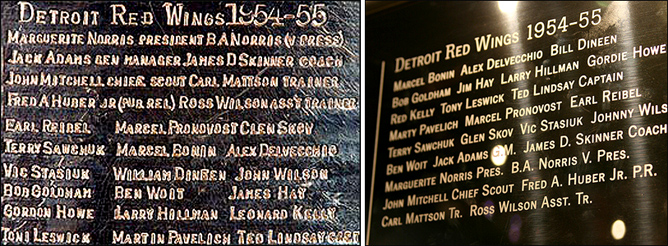 DETROIT RED WINGS 1954-55
MARGUERITE NORRIS PRESIDENT B.A NORRIS (V PRESS)
JACK ADAMS GEN MANAGER JAMES D SKINNER COACH
JOHN MITCHELL CHIEF SCOUT CARL MATTSON TRAINER
FRED A HUBER JR (PUB REL) ROSS WILSON ASST TRAINER
EARL REIBEL MARCEL PRONOVOST GLEN SKOV
TERRY SAWCHUK MARCEL BONIN ALEX DELVECCHIO
VIC STASIUK WILLIAM DINEEN JOHN WILSON
BOB GOLDHAM BEN WOIT JAMES HAY
GORDON HOWE LARRY HILLMAN LEONARD KELLY
TONI LESWICK MARTIN PAVELICH TED LINDSAY CAPT
DETROIT RED WINGS 1954-55
MARCEL BONIN ALEX DELVECCHIO BILL DINEEN
BOB GOLDHAM JIM HAY LARRY HILLMAN GORDIE HOWE
RED KELLY TONY LESWICK TED LINDSAY CAPTAIN
MARTY PAVELICH MARCEL PRONOVOST EARL REIBEL
TERRY SAWCHUK GLEN SKOV VIC STASIUK JOHNNY WILS
BEN WOIT JACK ADAMS G.M. JAMES D. SKINNER COACH
MARGUERITE NORRIS PRES. B.A. NORRIS V. PRES.
JOHN MITCHELL CHIEF SCOUT FRED A. HUBER JR. P.R.
CARL MATTSON TR. ROSS WILSON ASST. TR.